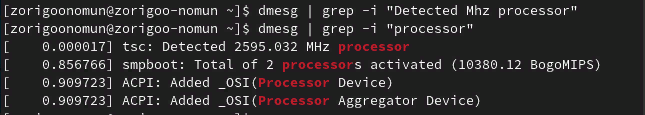 [zorigoonomun@zorigoo-nomun ~]$ dmesg | grep -i "Detected Mhz processor"
[zorigoonomun@zorigoo-nomun ~]$ dmesg | grep -i "processor"
[    0.000017] tsc: Detected 2595.032 MHz processor
[    0.856766] smpboot: Total of 2 processors activated (10380.12 BogoMIPS)
[    0.909723] ACPI: Added _OSI(Processor Device)
[    0.909723] ACPI: Added _OSI(Processor Aggregator Device)